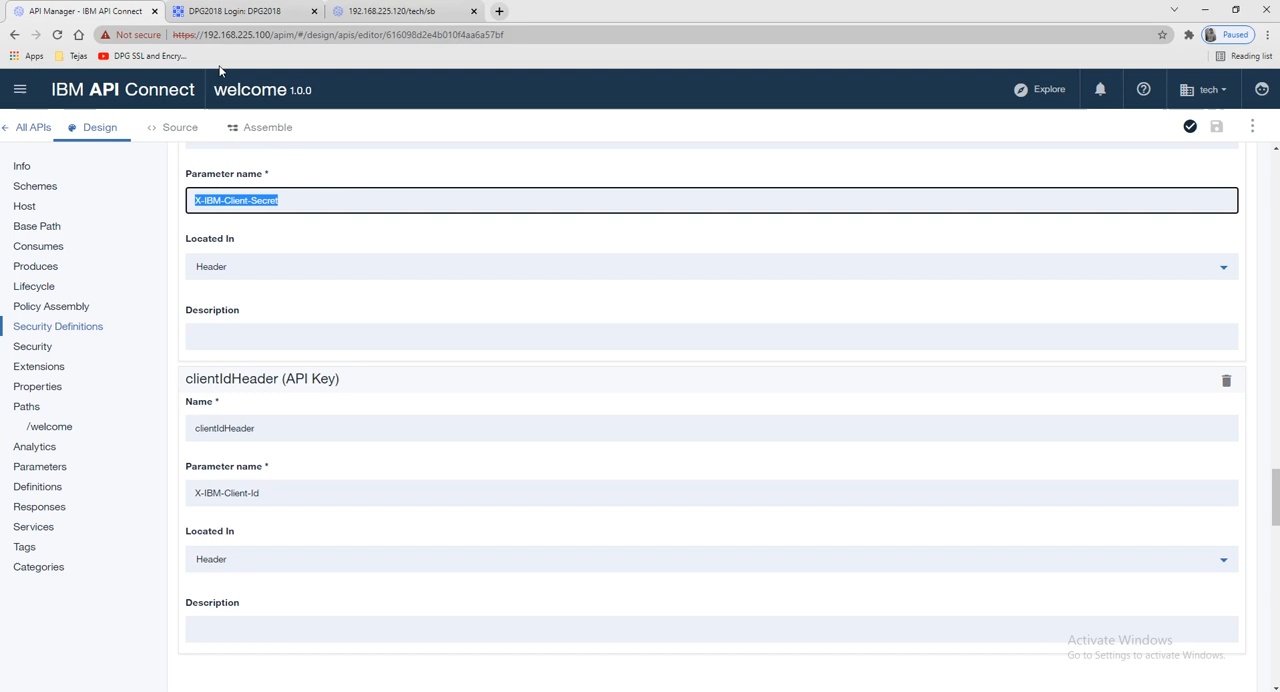 API Manager - IBM API Connect
DPG2018 Login: DPG2018
192.168.225.120/tech/sb
Not secure | https://192.168.225.100/apim/#/design/apis/editor/616098d2e4b010f4aa6a57bf
Paused
Apps
Tejas
DPG SSL and Encry...
Reading list
IBM API Connect
welcome 1.0.0
Explore
tech
All APIs
Design
Source
Assemble
Info
Schemes
Host
Base Path
Consumes
Produces
Lifecycle
Policy Assembly
Security Definitions
Security
Extensions
Properties
Paths
/welcome
Analytics
Parameters
Definitions
Responses
Services
Tags
Categories
Parameter name *
X-IBM-Client-Secret
Located In
Header
Description
clientIdHeader (API Key)
Name *
clientIdHeader
Parameter name *
X-IBM-Client-Id
Located In
Header
Description
Activate Windows
Go to Settings to activate Windows.